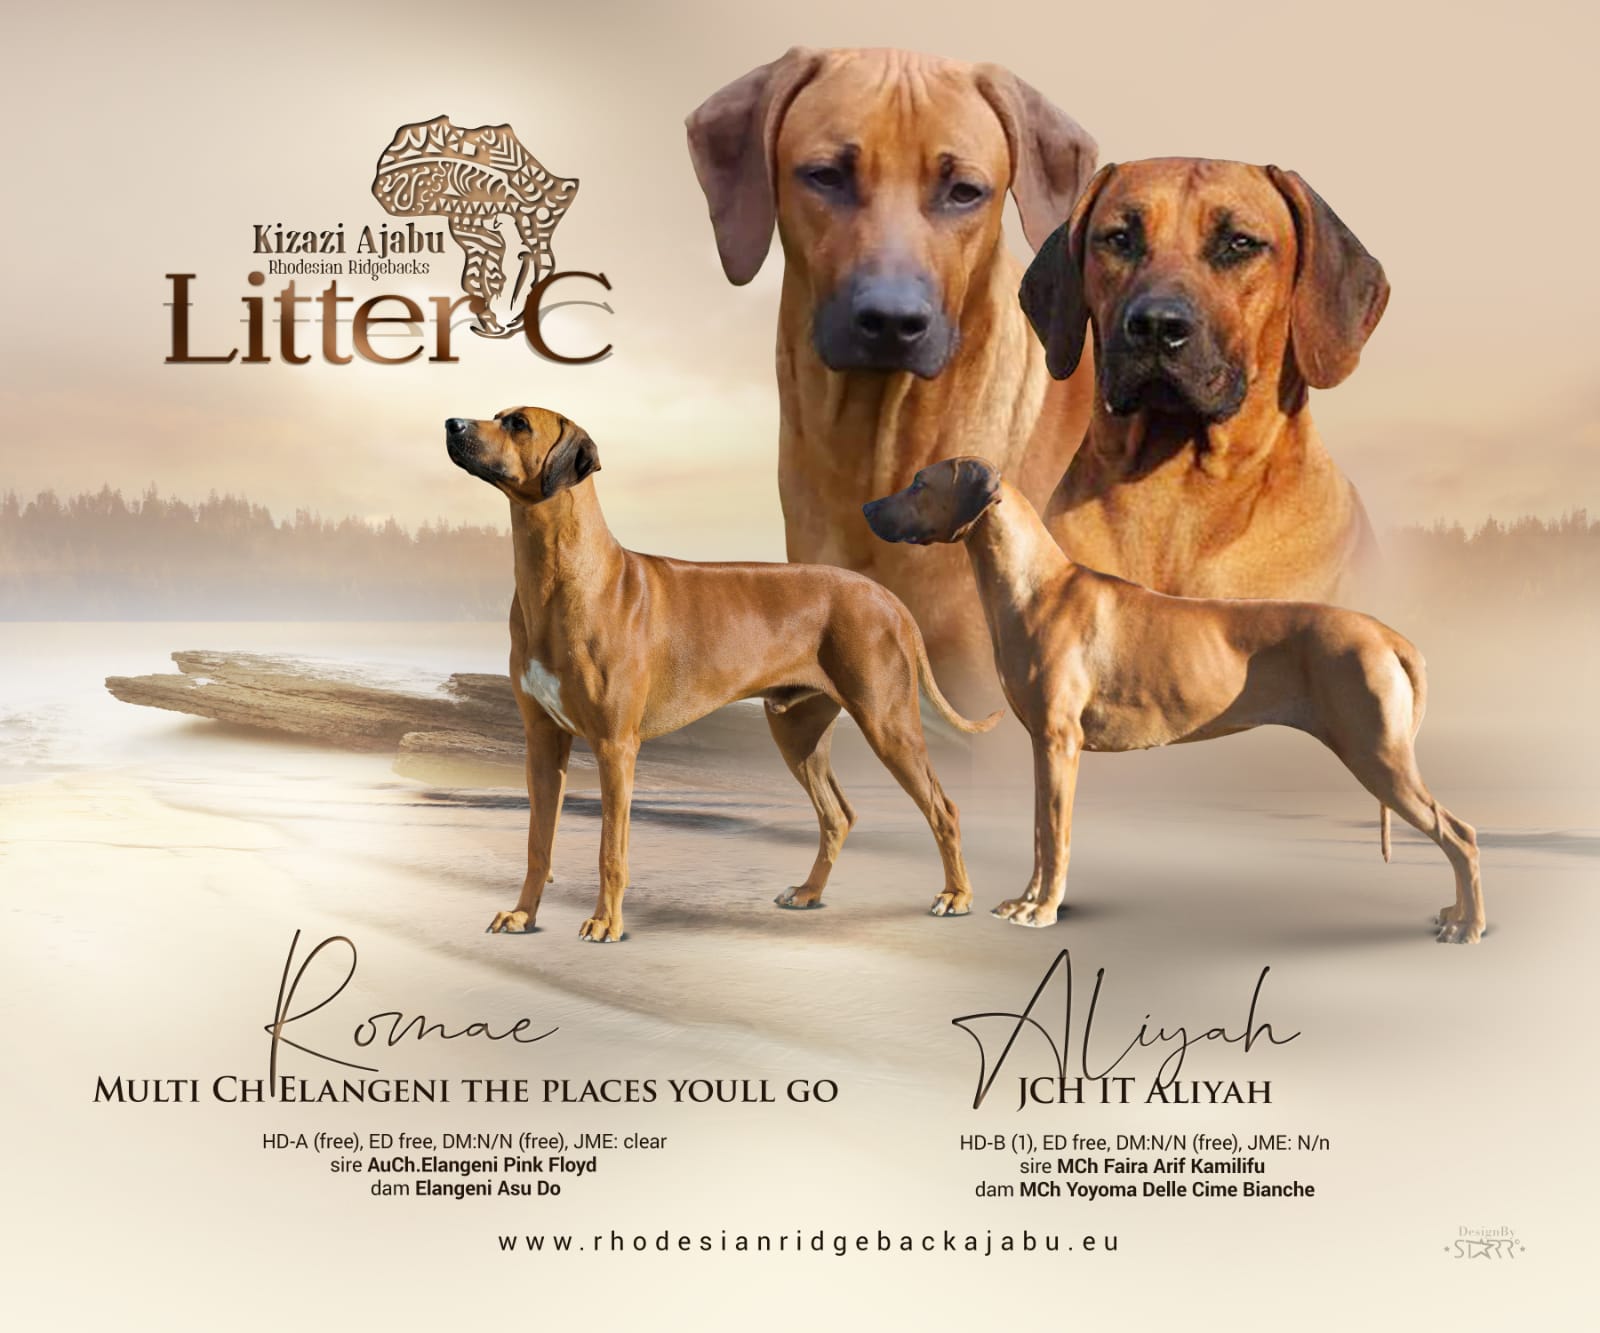 Kizazi Ajabu
Rhodesian Ridgebacks
Litter C
Romae
MULTI CH ELANGENI THE PLACES YOULL GO
HD-A (free), ED free, DM:N/N (free), JME: clear
sire AuCh.Elangeni Pink Floyd
dam Elangeni Asu Do
Aliyah
JCH IT ALIYAH
HD-B (1), ED free, DM:N/N (free), JME: N/n
sire MCh Faira Arif Kamilifu
dam MCh Yoyoma Delle Cime Bianche
www.rhodesianridgebackajabu.eu
DesignBy
STARR©